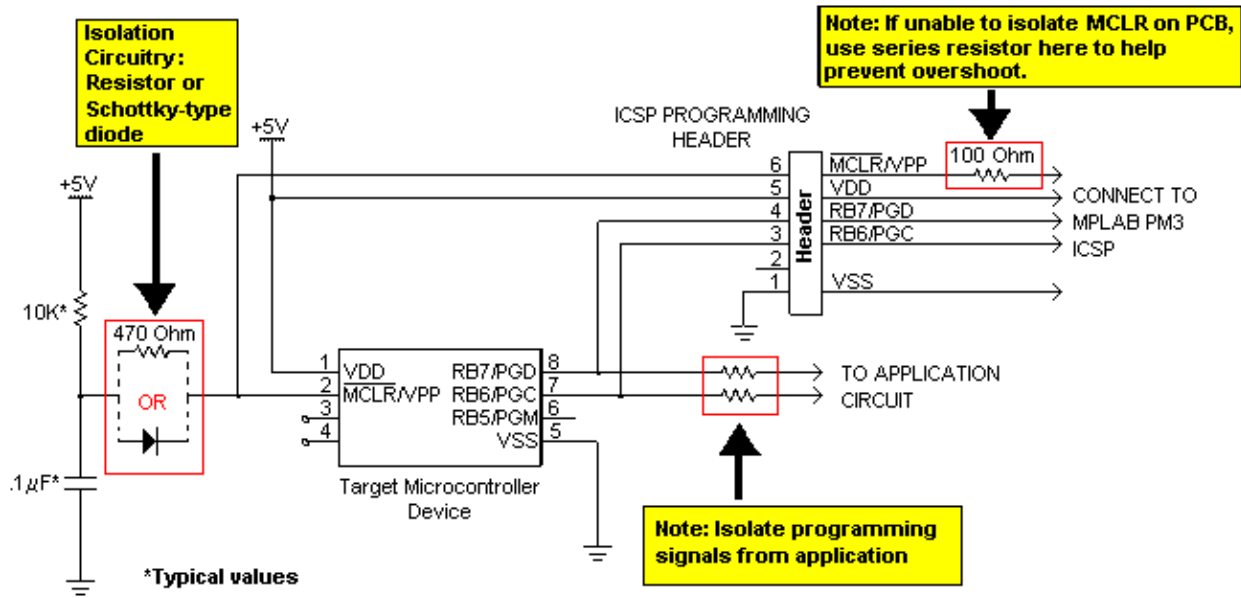 Isolation
Circuitry:
Resistor or
Schottky-type
diode
Note: If unable to isolate MCLR on PCB,
use series resistor here to help
prevent overshoot.
+5V
ICSP PROGRAMMING
HEADER
+5V
100 Ohm
6
MCLR/VPP
5
VDD
CONNECT TO
4
RB7/PGD
MPLAB PM3
3
RB6/PGC
ICSP
2
1
VSS
Header
10K*
470 Ohm
OR
.1µF*
1
VDD
2
MCLR/VPP
3
4
RB7/PGD
8
RB6/PGC
7
RB5/PGM
6
VSS
5
TO APPLICATION
CIRCUIT
Target Microcontroller
Device
Note: Isolate programming
signals from application
*Typical values